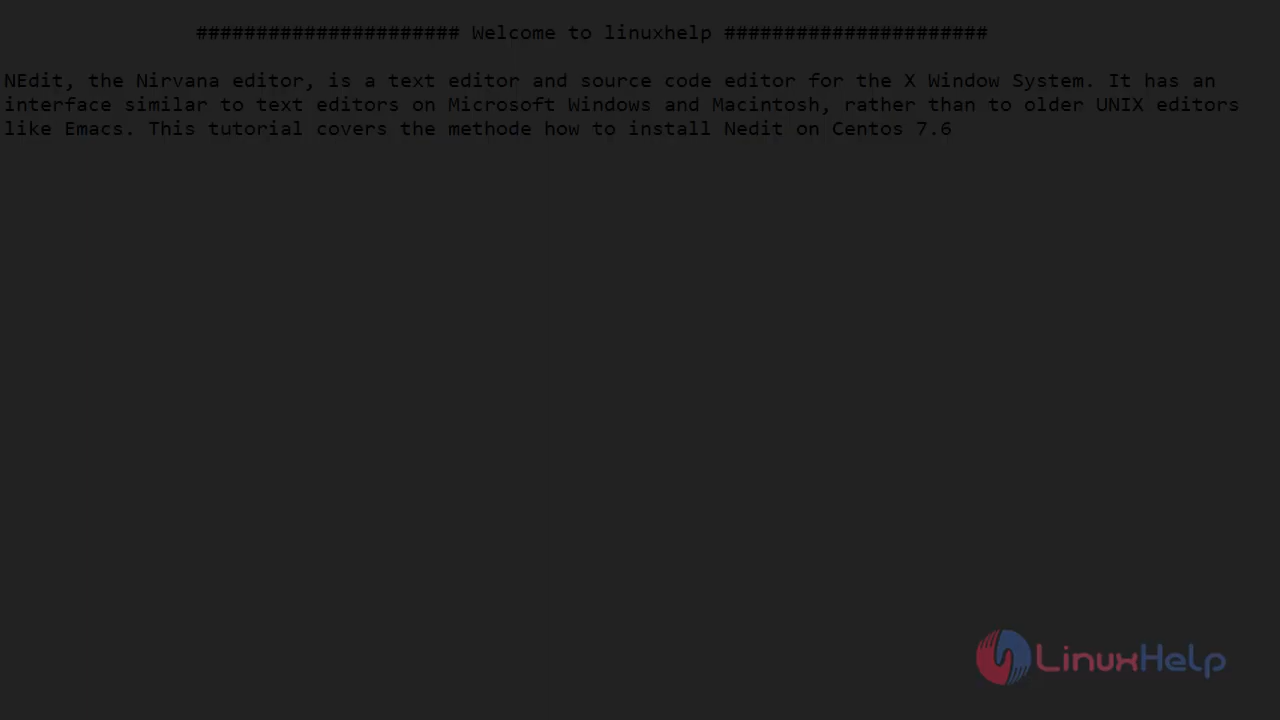 ###################### Welcome to linuxhelp ######################
NEdit, the Nirvana editor, is a text editor and source code editor for the X Window System. It has an
interface similar to text editors on Microsoft Windows and Macintosh, rather than to older UNIX editors
like Emacs. This tutorial covers the methode how to install Nedit on Centos 7.6
LinuxHelp